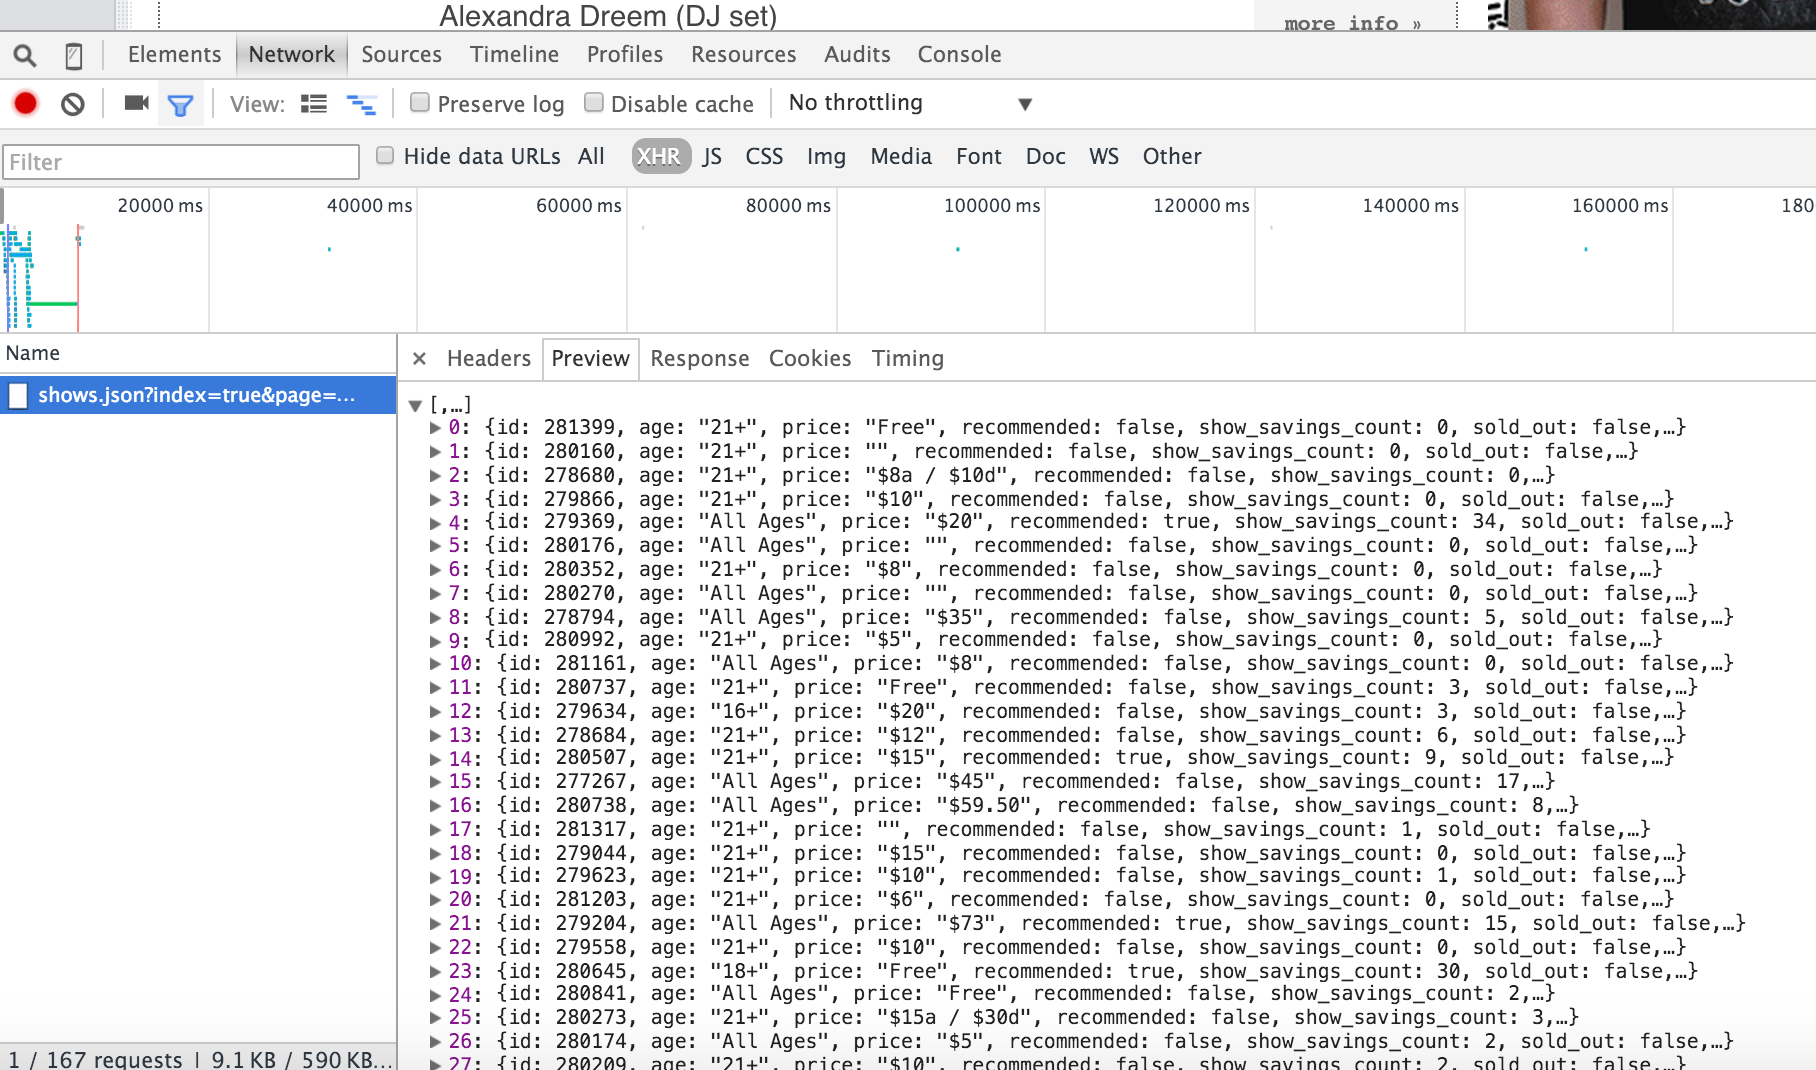 Alexandra Dreem (DJ set)
more info »
Elements Network Sources Timeline Profiles Resources Audits Console
View: Preserve log Disable cache No throttling
Filter Hide data URLs All XHR JS CSS Img Media Font Doc WS Other
20000 ms 40000 ms 60000 ms 80000 ms 100000 ms 120000 ms 140000 ms 160000 ms 180
Name
× Headers Preview Response Cookies Timing
shows.json?index=true&page=...
[,…]
0: {id: 281399, age: "21+", price: "Free", recommended: false, show_savings_count: 0, sold_out: false,…}
1: {id: 280160, age: "21+", price: "", recommended: false, show_savings_count: 0, sold_out: false,…}
2: {id: 278680, age: "21+", price: "$8a / $10d", recommended: false, show_savings_count: 0,…}
3: {id: 279866, age: "21+", price: "$10", recommended: false, show_savings_count: 0, sold_out: false,…}
4: {id: 279369, age: "All Ages", price: "$20", recommended: true, show_savings_count: 34, sold_out: false,…}
5: {id: 280176, age: "All Ages", price: "", recommended: false, show_savings_count: 0, sold_out: false,…}
6: {id: 280352, age: "21+", price: "$8", recommended: false, show_savings_count: 0, sold_out: false,…}
7: {id: 280270, age: "All Ages", price: "", recommended: false, show_savings_count: 0, sold_out: false,…}
8: {id: 278794, age: "All Ages", price: "$35", recommended: false, show_savings_count: 5, sold_out: false,…}
9: {id: 280992, age: "21+", price: "$5", recommended: false, show_savings_count: 0, sold_out: false,…}
10: {id: 281161, age: "All Ages", price: "$8", recommended: false, show_savings_count: 0, sold_out: false,…}
11: {id: 280737, age: "21+", price: "Free", recommended: false, show_savings_count: 3, sold_out: false,…}
12: {id: 279634, age: "16+", price: "$20", recommended: false, show_savings_count: 3, sold_out: false,…}
13: {id: 278684, age: "21+", price: "$12", recommended: false, show_savings_count: 6, sold_out: false,…}
14: {id: 280507, age: "21+", price: "$15", recommended: true, show_savings_count: 9, sold_out: false,…}
15: {id: 277267, age: "All Ages", price: "$45", recommended: false, show_savings_count: 17,…}
16: {id: 280738, age: "All Ages", price: "$59.50", recommended: false, show_savings_count: 8,…}
17: {id: 281317, age: "21+", price: "", recommended: false, show_savings_count: 1, sold_out: false,…}
18: {id: 279044, age: "21+", price: "$15", recommended: false, show_savings_count: 0, sold_out: false,…}
19: {id: 279623, age: "21+", price: "$10", recommended: false, show_savings_count: 1, sold_out: false,…}
20: {id: 281203, age: "21+", price: "$6", recommended: false, show_savings_count: 0, sold_out: false,…}
21: {id: 279204, age: "All Ages", price: "$73", recommended: true, show_savings_count: 15, sold_out: false,…}
22: {id: 279558, age: "21+", price: "$10", recommended: false, show_savings_count: 0, sold_out: false,…}
23: {id: 280645, age: "18+", price: "Free", recommended: true, show_savings_count: 30, sold_out: false,…}
24: {id: 280841, age: "All Ages", price: "Free", recommended: false, show_savings_count: 2,…}
25: {id: 280273, age: "21+", price: "$15a / $30d", recommended: false, show_savings_count: 3,…}
26: {id: 280174, age: "All Ages", price: "$5", recommended: false, show_savings_count: 2, sold_out: false,…}
27: {id: 280209, age: "21+", price: "$10", recommended: false, show_savings_count: 2, sold_out: false,…}
1 / 167 requests | 9.1 KB / 590 KB...